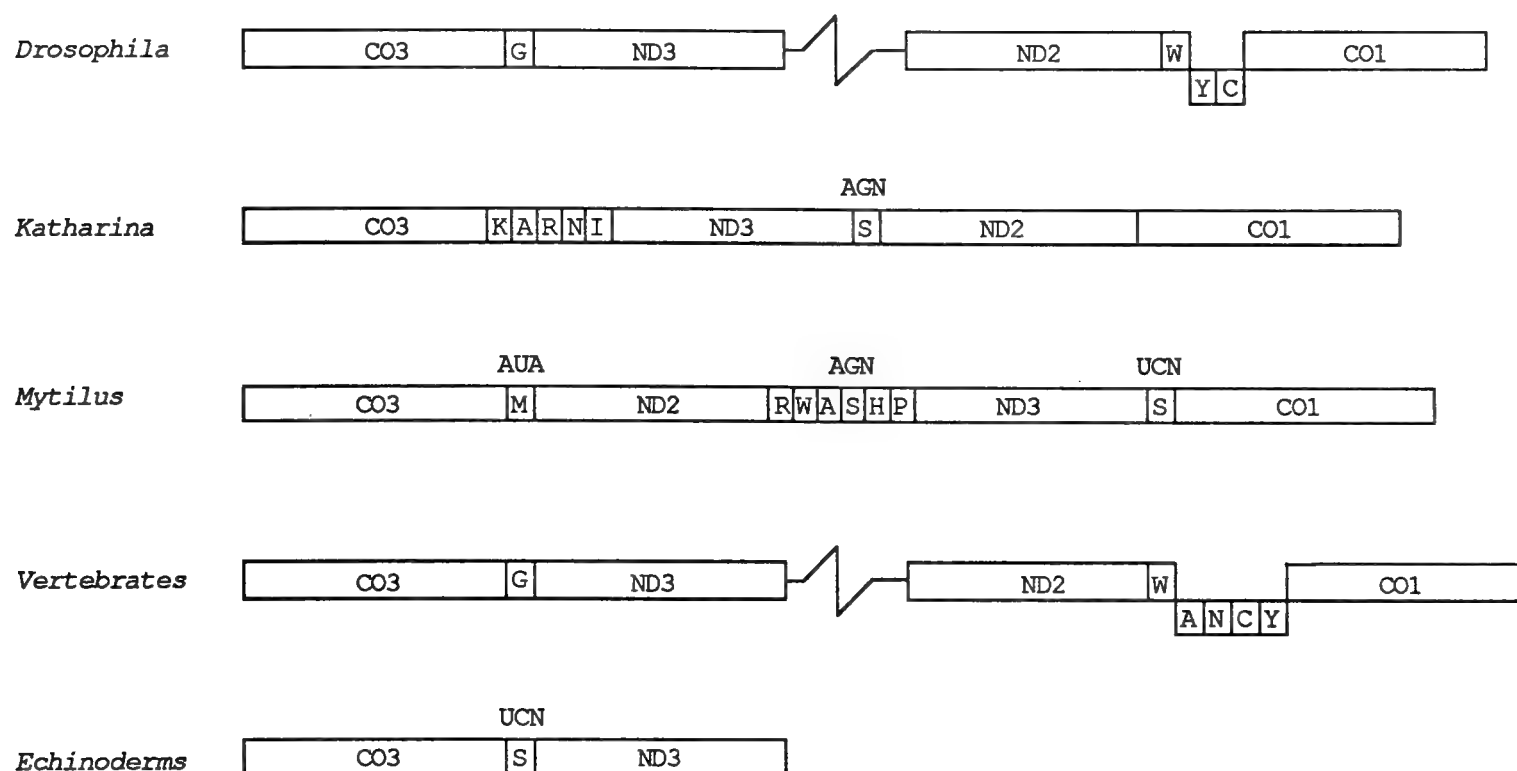 Drosophila CO3 G ND3 ND2 W CO1
Y C
AGN
Katharina CO3 K A R N I ND3 S ND2 CO1
AUA AGN UCN
Mytilus CO3 M ND2 R W A S H P ND3 S CO1
Vertebrates CO3 G ND3 ND2 W CO1
A N C Y
UCN
Echinoderms CO3 S ND3